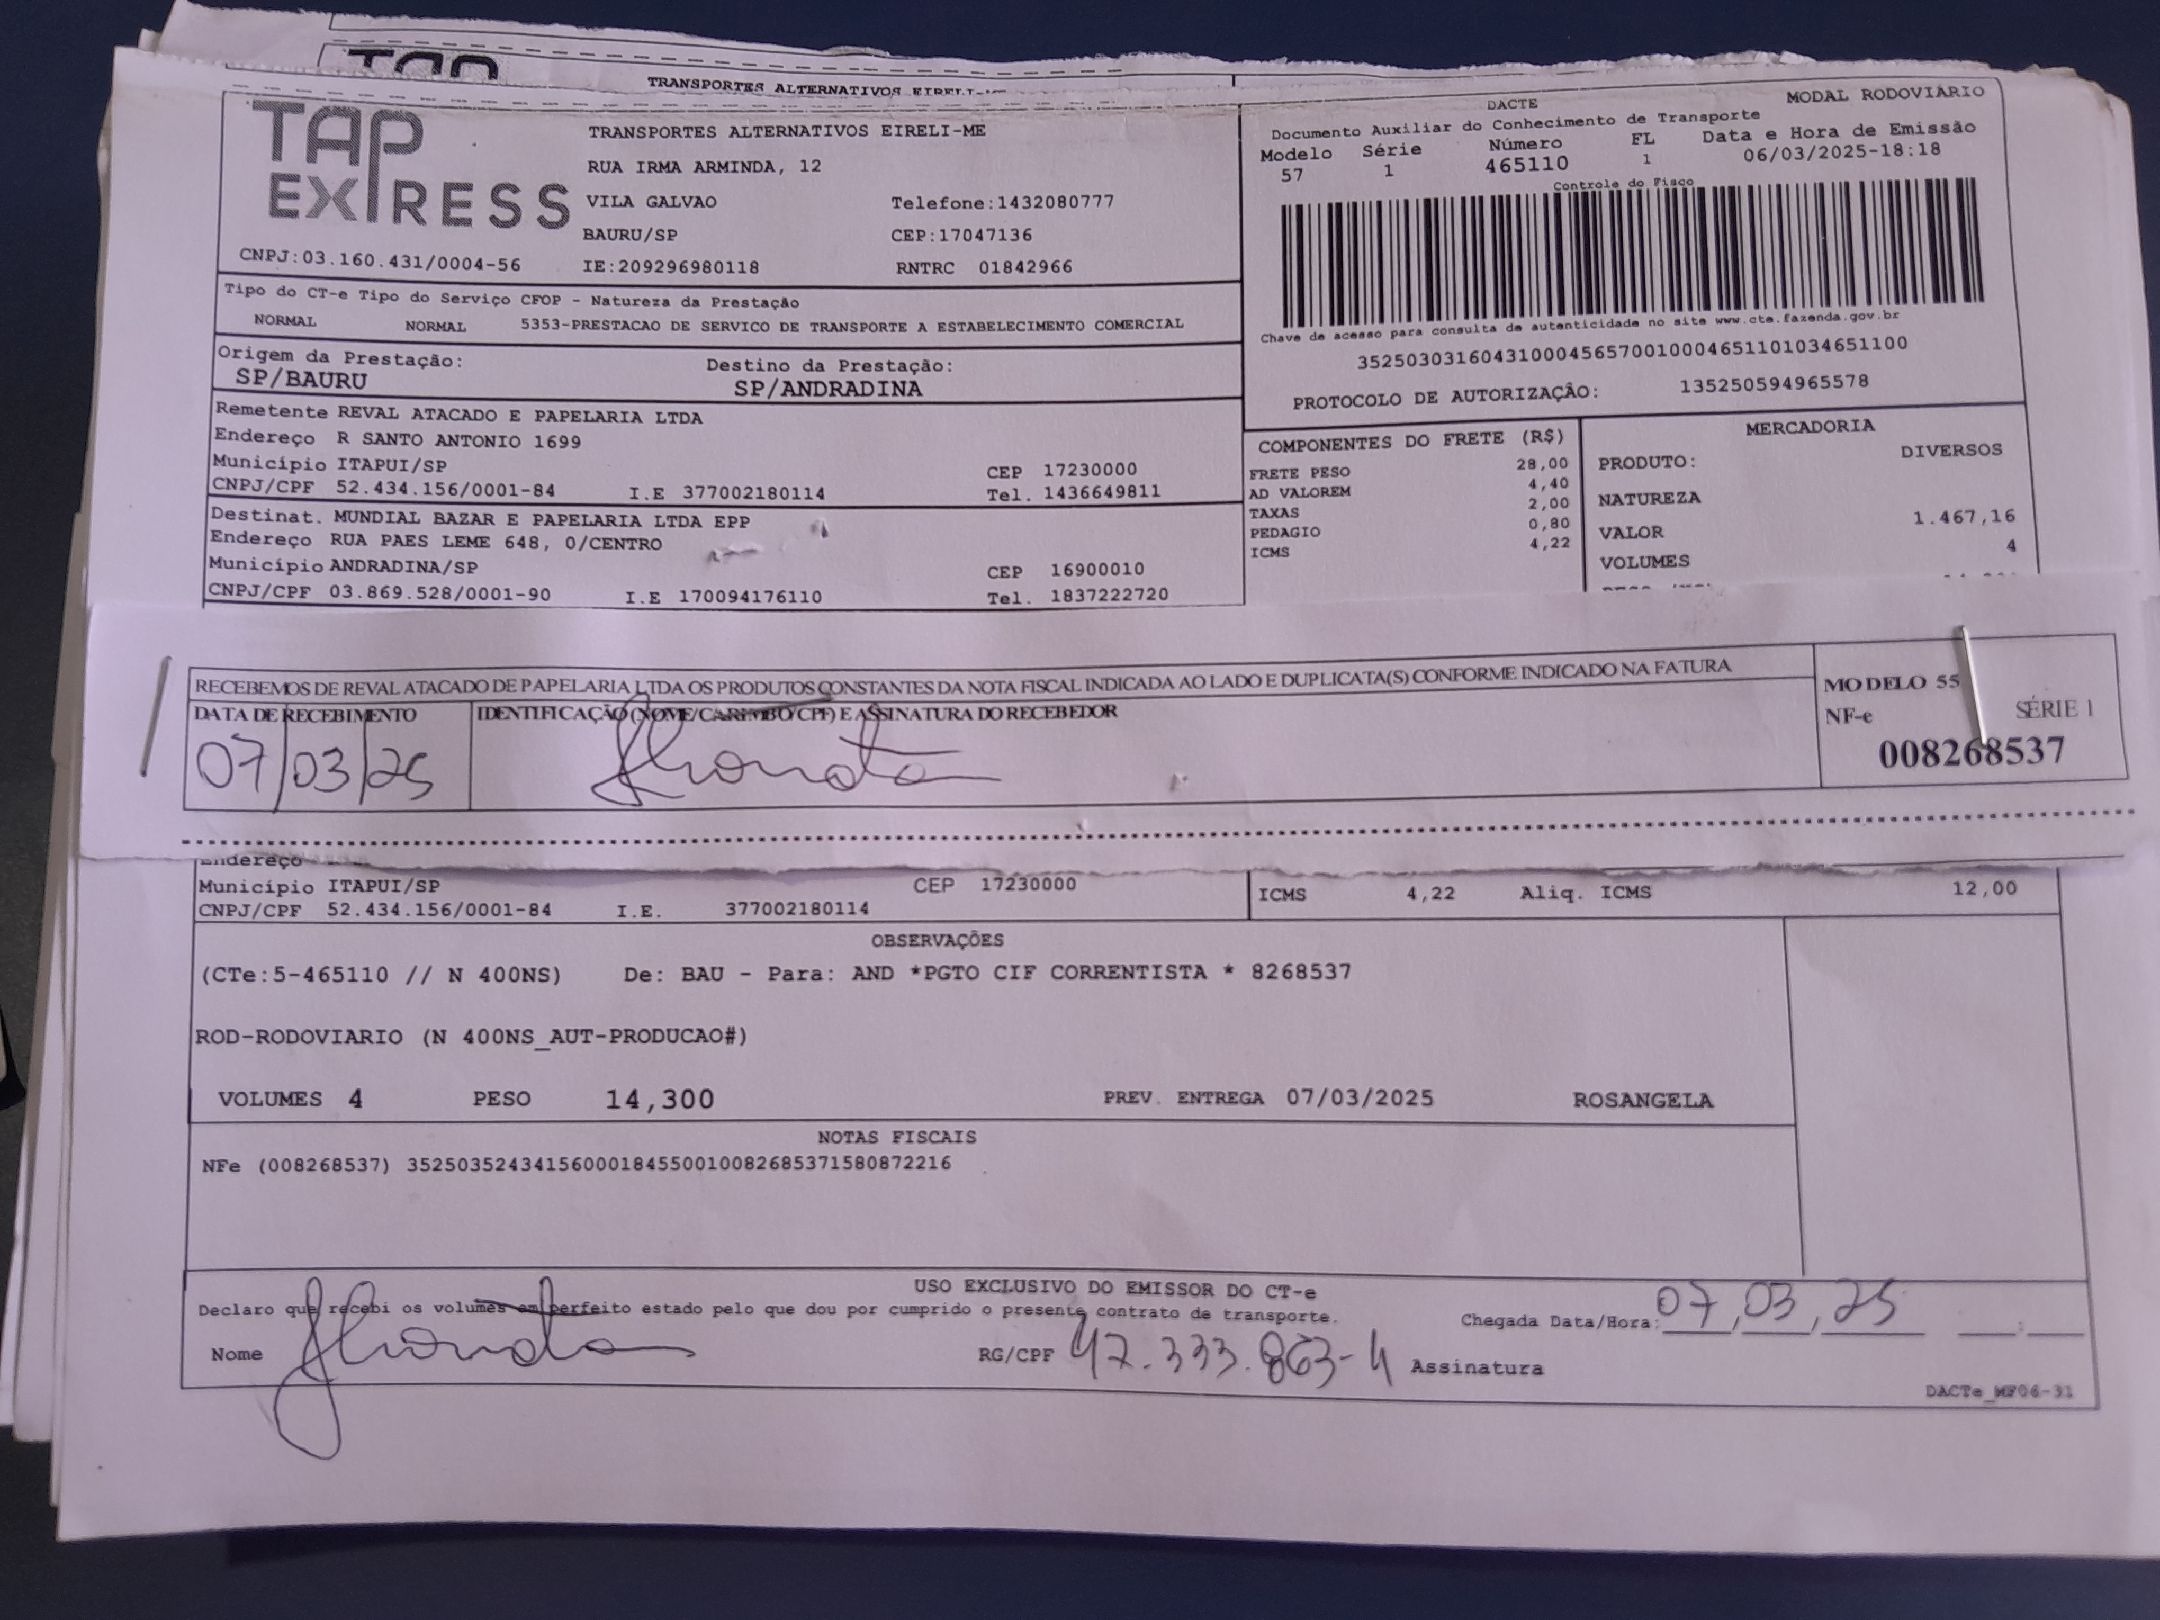 TAP
TRANSPORTES ALTERNATIVOS EIRELI-ME
TAP EXPRESS
TRANSPORTES ALTERNATIVOS EIRELI-ME
RUA IRMA ARMINDA, 12
VILA GALVAO Telefone:1432080777
BAURU/SP CEP:17047136
CNPJ:03.160.431/0004-56 IE:209296980118 RNTRC 01842966
DACTE MODAL RODOVIARIO
Documento Auxiliar do Conhecimento de Transporte
Modelo Série Número FL Data e Hora de Emissão
57 1 465110 1 06/03/2025-18:18
Controle do Fisco
Chave de acesso para consulta de autenticidade no site www.cte.fazenda.gov.br
35250303160431000456570010004651101034651100
PROTOCOLO DE AUTORIZAÇÃO: 135250594965578
Tipo do CT-e Tipo do Serviço CFOP - Natureza da Prestação
NORMAL NORMAL 5353-PRESTACAO DE SERVICO DE TRANSPORTE A ESTABELECIMENTO COMERCIAL
Origem da Prestação: Destino da Prestação:
SP/BAURU SP/ANDRADINA
Remetente REVAL ATACADO E PAPELARIA LTDA
Endereço R SANTO ANTONIO 1699
Município ITAPUI/SP CEP 17230000
CNPJ/CPF 52.434.156/0001-84 I.E 377002180114 Tel. 1436649811
Destinat. MUNDIAL BAZAR E PAPELARIA LTDA EPP
Endereço RUA PAES LEME 648, 0/CENTRO
Município ANDRADINA/SP CEP 16900010
CNPJ/CPF 03.869.528/0001-90 I.E 170094176110 Tel. 1837222720
COMPONENTES DO FRETE (R$)
FRETE PESO 28,00
AD VALOREM 4,40
TAXAS 2,00
PEDAGIO 0,80
ICMS 4,22
MERCADORIA
PRODUTO: DIVERSOS
NATUREZA
VALOR 1.467,16
VOLUMES 4
RECEBEMOS DE REVAL ATACADO DE PAPELARIA LTDA OS PRODUTOS CONSTANTES DA NOTA FISCAL INDICADA AO LADO E DUPLICATA(S) CONFORME INDICADO NA FATURA
DATA DE RECEBIMENTO IDENTIFICAÇÃO (NOME/CARIMBO/CPF) E ASSINATURA DO RECEBEDOR
07/03/25
MODELO 55
NF-e SÉRIE 1
008268537
Endereço
Município ITAPUI/SP CEP 17230000
CNPJ/CPF 52.434.156/0001-84 I.E. 377002180114
ICMS 4,22 Aliq. ICMS 12,00
OBSERVAÇÕES
(CTe:5-465110 // N 400NS) De: BAU - Para: AND *PGTO CIF CORRENTISTA * 8268537
ROD-RODOVIARIO (N 400NS_AUT-PRODUCAO#)
VOLUMES 4 PESO 14,300 PREV. ENTREGA 07/03/2025 ROSANGELA
NOTAS FISCAIS
NFe (008268537) 35250352434156000184550010082685371580872216
USO EXCLUSIVO DO EMISSOR DO CT-e
Declaro que recebi os volumes em perfeito estado pelo que dou por cumprido o presente contrato de transporte.
Chegada Data/Hora: 07,03,25 :
Nome RG/CPF 47.333.863-4 Assinatura
DACTe_MF06-31